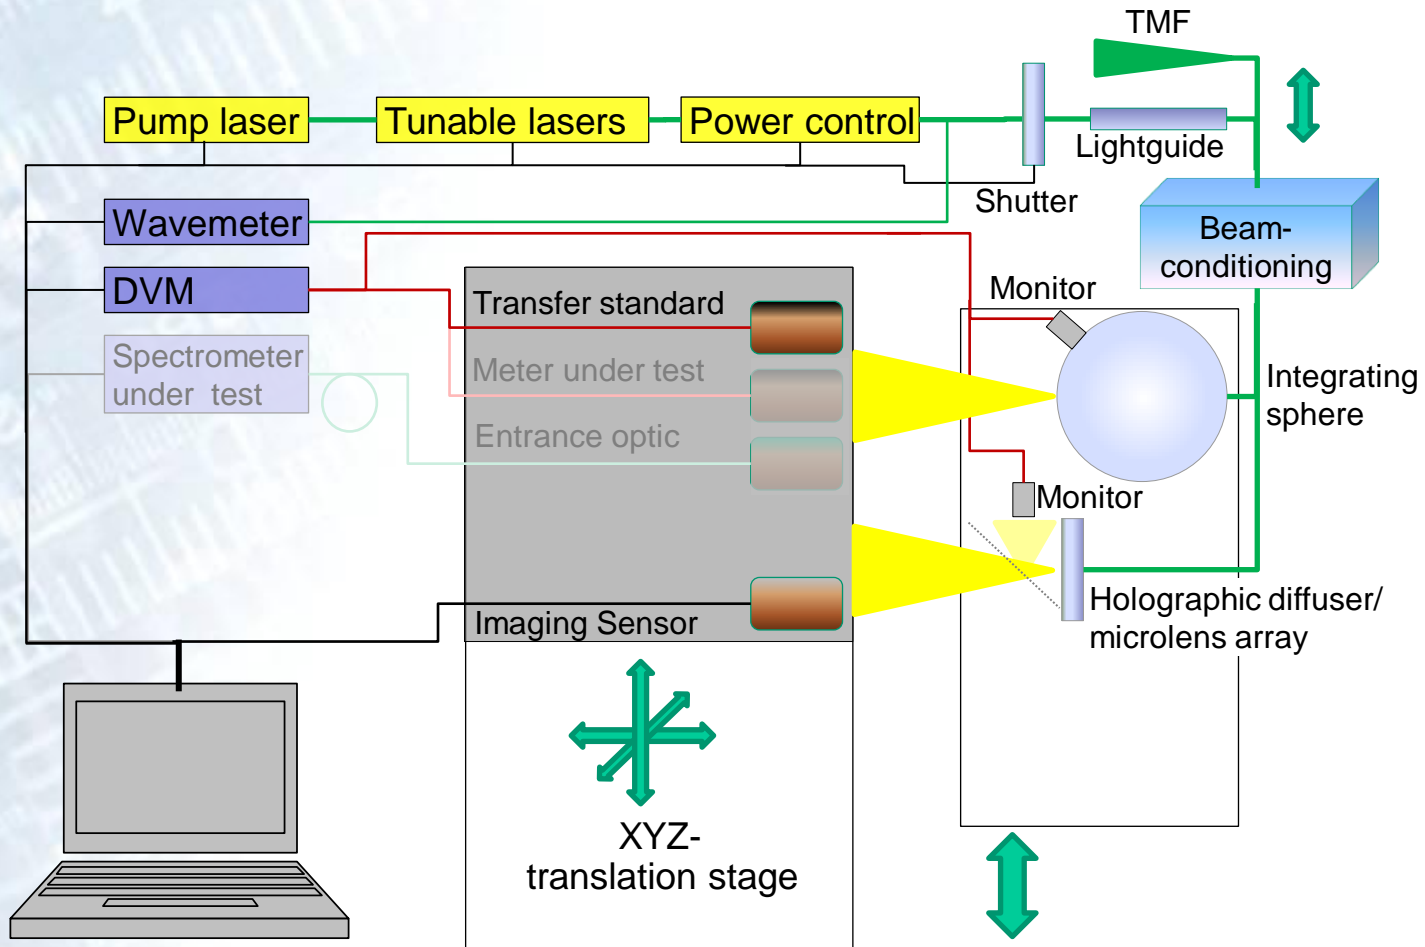 TMF
Pump laser
Tunable lasers
Power control
Lightguide
Shutter
Wavemeter
Beam-
conditioning
DVM
Transfer standard
Monitor
Spectrometer
under test
Meter under test
Integrating
sphere
Entrance optic
Monitor
Holographic diffuser/
microlens array
Imaging Sensor
XYZ-
translation stage